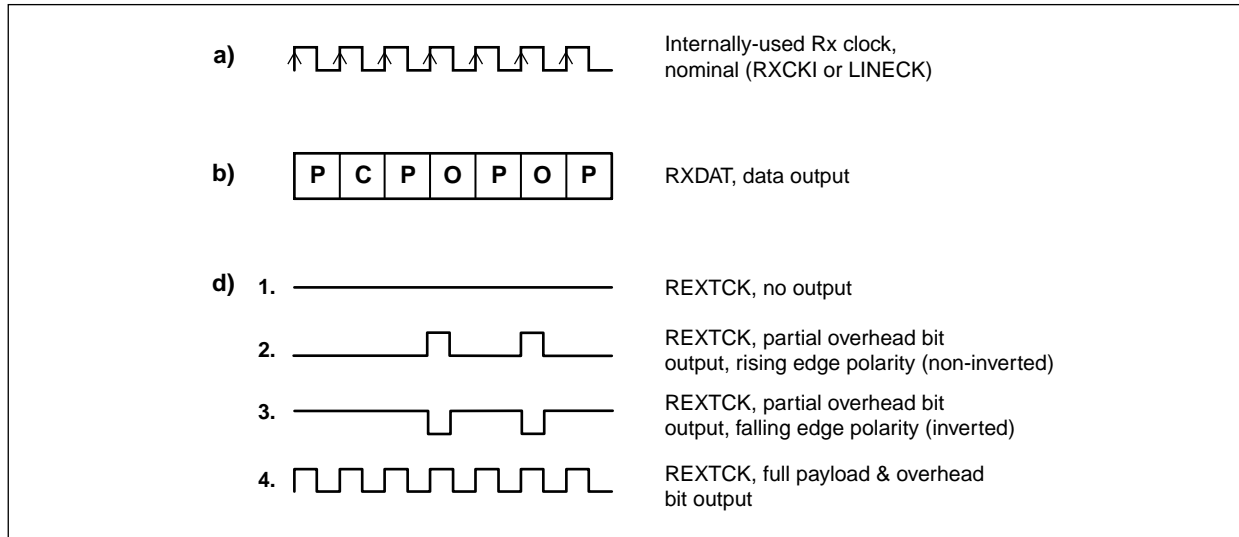 a)
Internally-used Rx clock,
nominal (RXCKI or LINECK)
b)
P C P O P O P
RXDAT, data output
d)
1.
REXTCK, no output
2.
REXTCK, partial overhead bit
output, rising edge polarity (non-inverted)
3.
REXTCK, partial overhead bit
output, falling edge polarity (inverted)
4.
REXTCK, full payload & overhead
bit output